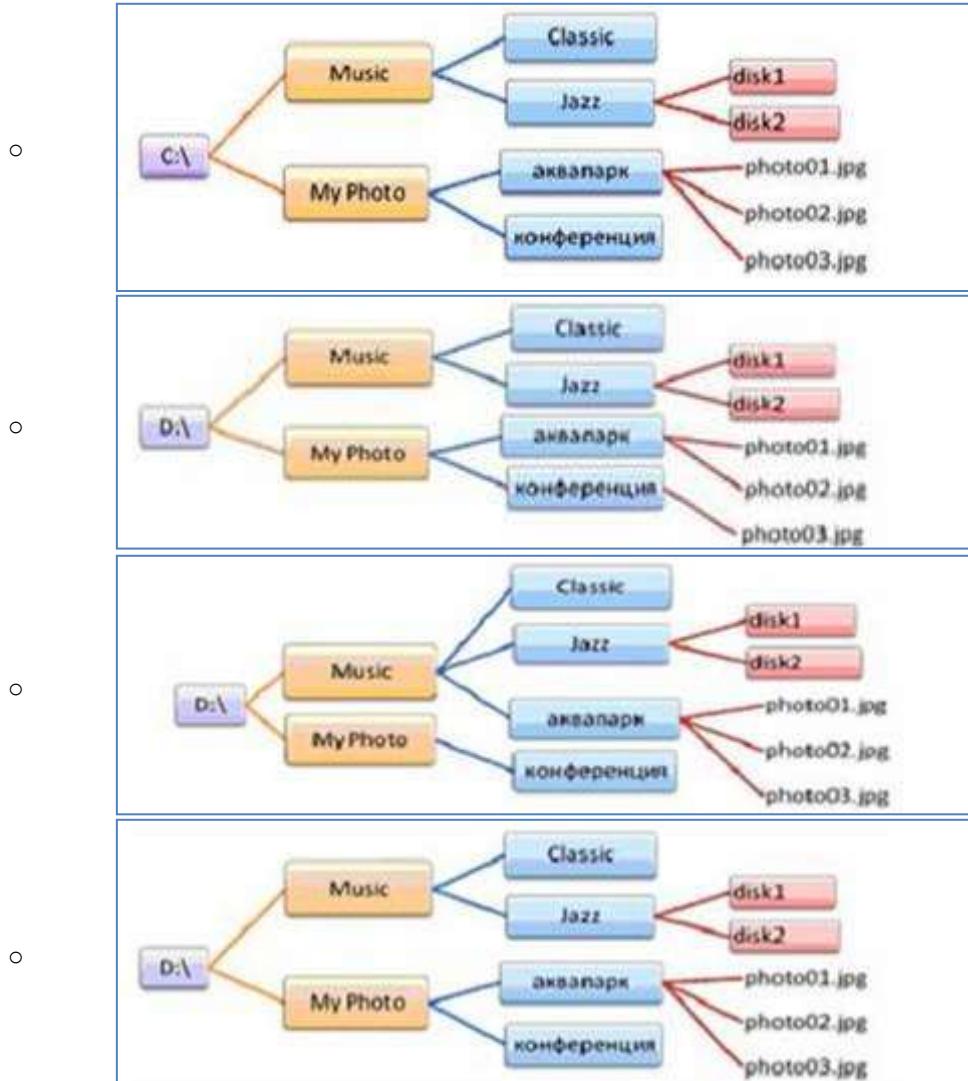 Classic
Music
disk1
Jazz
disk2
C:\
аквапарк
photo01.jpg
My Photo
photo02.jpg
конференция
photo03.jpg
Classic
Music
disk1
Jazz
disk2
D:\
аквапарк
photo01.jpg
My Photo
конференция
photo02.jpg
photo03.jpg
Classic
disk1
Jazz
disk2
Music
D:\
аквапарк
photo01.jpg
My Photo
photo02.jpg
конференция
photo03.jpg
Classic
Music
disk1
Jazz
disk2
D:\
аквапарк
photo01.jpg
My Photo
photo02.jpg
конференция
photo03.jpg